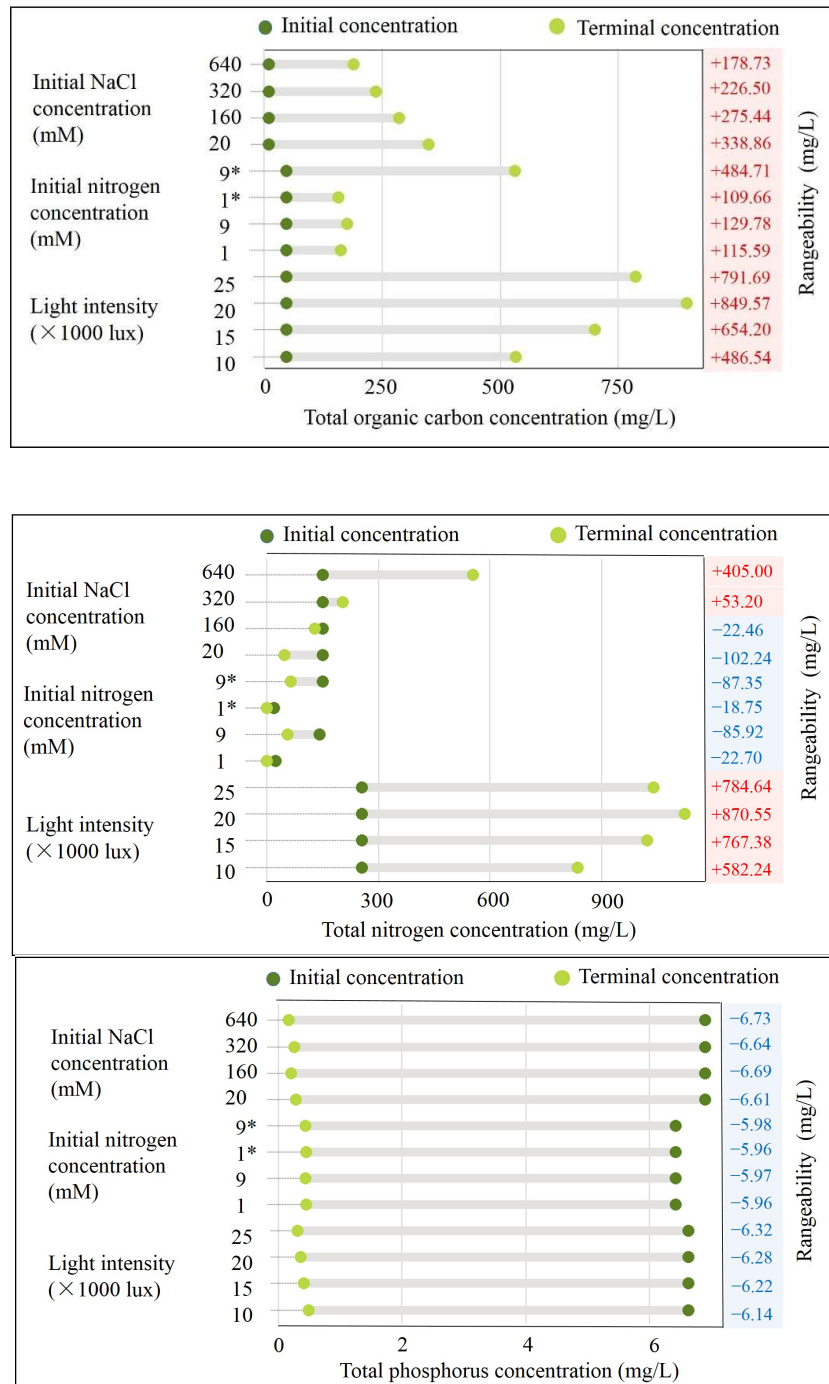 Initial concentration
Terminal concentration
Initial NaCl
concentration
(mM)
Initial nitrogen
concentration
(mM)
Light intensity
(×1000 lux)
640
320
160
20
9*
1*
9
1
25
20
15
10
+178.73
+226.50
+275.44
+338.86
+484.71
+109.66
+129.78
+115.59
+791.69
+849.57
+654.20
+486.54
Rangeability (mg/L)
0 250 500 750
Total organic carbon concentration (mg/L)
Initial concentration
Terminal concentration
Initial NaCl
concentration
(mM)
Initial nitrogen
concentration
(mM)
Light intensity
(×1000 lux)
640
320
160
20
9*
1*
9
1
25
20
15
10
+405.00
+53.20
−22.46
−102.24
−87.35
−18.75
−85.92
−22.70
+784.64
+870.55
+767.38
+582.24
Rangeability (mg/L)
0 300 600 900
Total nitrogen concentration (mg/L)
Initial concentration
Terminal concentration
Initial NaCl
concentration
(mM)
Initial nitrogen
concentration
(mM)
Light intensity
(×1000 lux)
640
320
160
20
9*
1*
9
1
25
20
15
10
−6.73
−6.64
−6.69
−6.61
−5.98
−5.96
−5.97
−5.96
−6.32
−6.28
−6.22
−6.14
Rangeability (mg/L)
0 2 4 6
Total phosphorus concentration (mg/L)